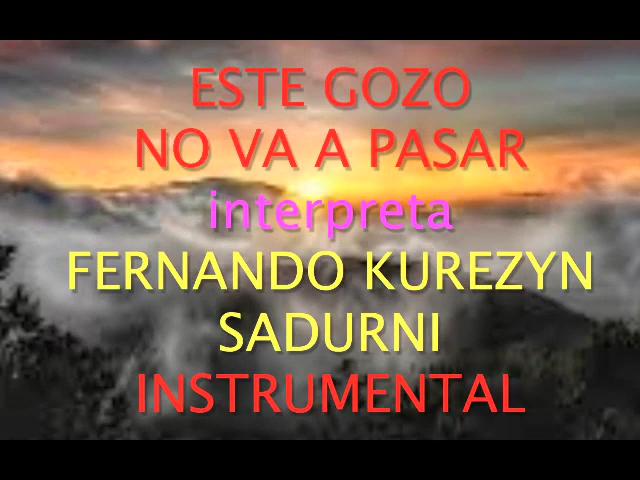 ESTE GOZO
NO VA A PASAR
interpreta
FERNANDO KUREZYN
SADURNI
INSTRUMENTAL